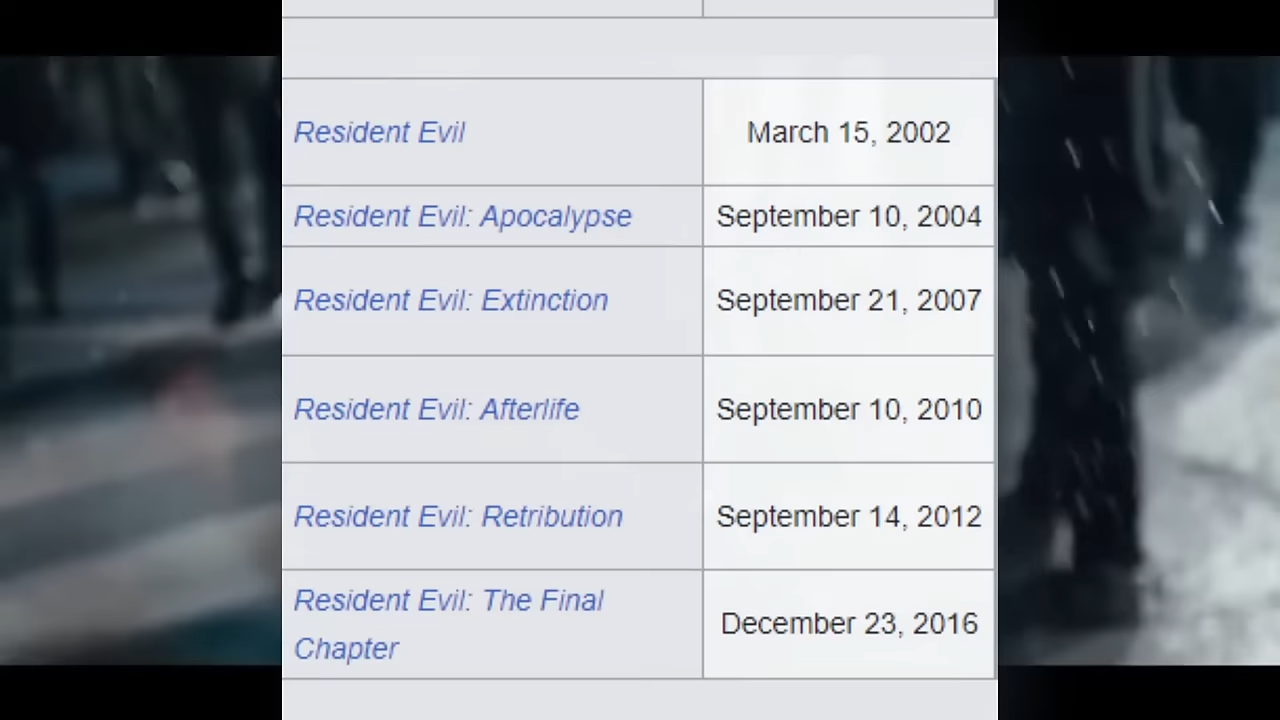 Resident Evil March 15, 2002
Resident Evil: Apocalypse September 10, 2004
Resident Evil: Extinction September 21, 2007
Resident Evil: Afterlife September 10, 2010
Resident Evil: Retribution September 14, 2012
Resident Evil: The Final
Chapter December 23, 2016